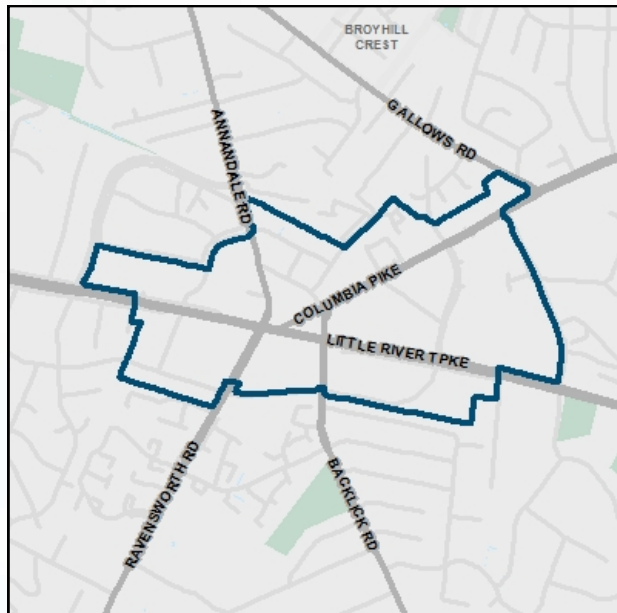 BROYHILL
CREST
GALLOWS RD
ANNANDALE RD
COLUMBIA PIKE
LITTLE RIVER TPKE
RAVENSWORTH RD
BACKLICK RD